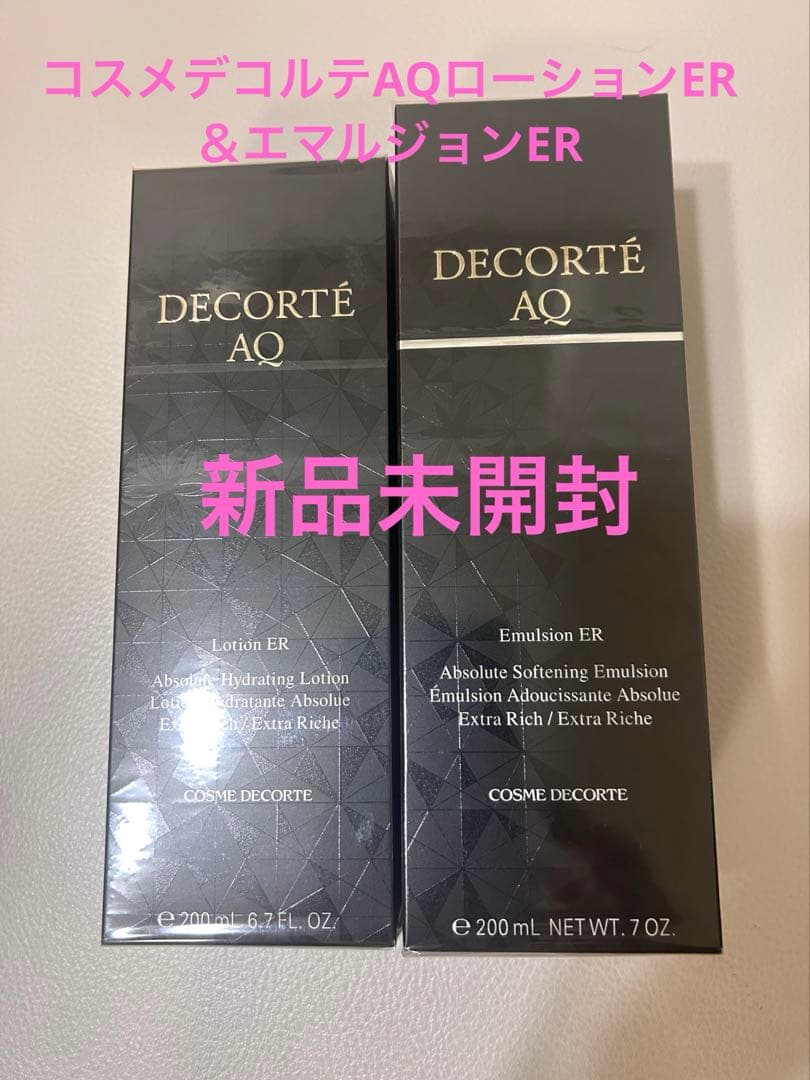 コスメデコルテAQローションER
＆エマルジョンER
DECORTÉ
AQ
新品未開封
Lotion ER
Absolute Hydrating Lotion
Lotion Hydratante Absolue
Extra Rich / Extra Riche
COSME DECORTE
℮ 200 mL 6.7 FL. OZ.
DECORTÉ
AQ
Emulsion ER
Absolute Softening Emulsion
Émulsion Adoucissante Absolue
Extra Rich / Extra Riche
COSME DECORTE
℮ 200 mL NET WT. 7 OZ.